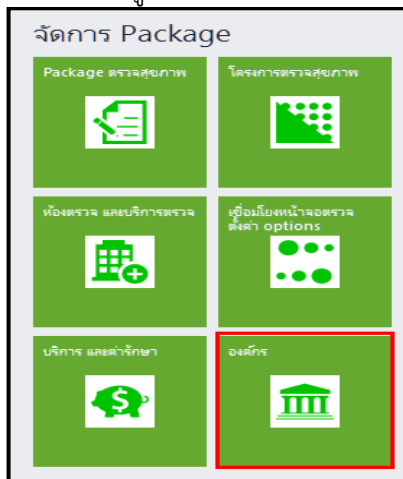 จัดการ Package
Package ตรวจสุขภาพ
โครงการตรวจสุขภาพ
ห้องตรวจ และบริการตรวจ
เชื่อมโยงหน้าจอตรวจ
ตั้งค่า options
บริการ และค่ารักษา
องค์กร